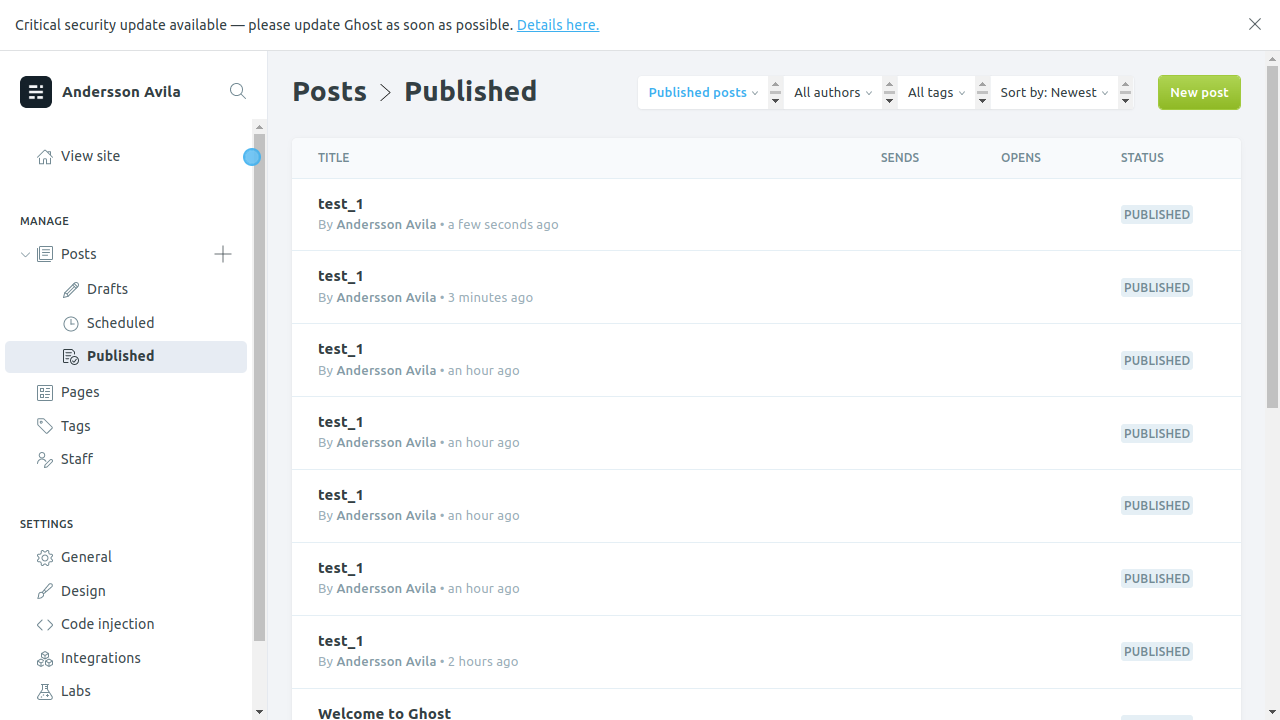 Critical security update available — please update Ghost as soon as possible. Details here.
Andersson Avila
View site
MANAGE
Posts
Drafts
Scheduled
Published
Pages
Tags
Staff
SETTINGS
General
Design
Code injection
Integrations
Labs
Posts > Published
Published posts
All authors
All tags
Sort by: Newest
New post
TITLE SENDS OPENS STATUS
test_1
By Andersson Avila • a few seconds ago
PUBLISHED
test_1
By Andersson Avila • 3 minutes ago
PUBLISHED
test_1
By Andersson Avila • an hour ago
PUBLISHED
test_1
By Andersson Avila • an hour ago
PUBLISHED
test_1
By Andersson Avila • an hour ago
PUBLISHED
test_1
By Andersson Avila • an hour ago
PUBLISHED
test_1
By Andersson Avila • 2 hours ago
PUBLISHED
Welcome to Ghost